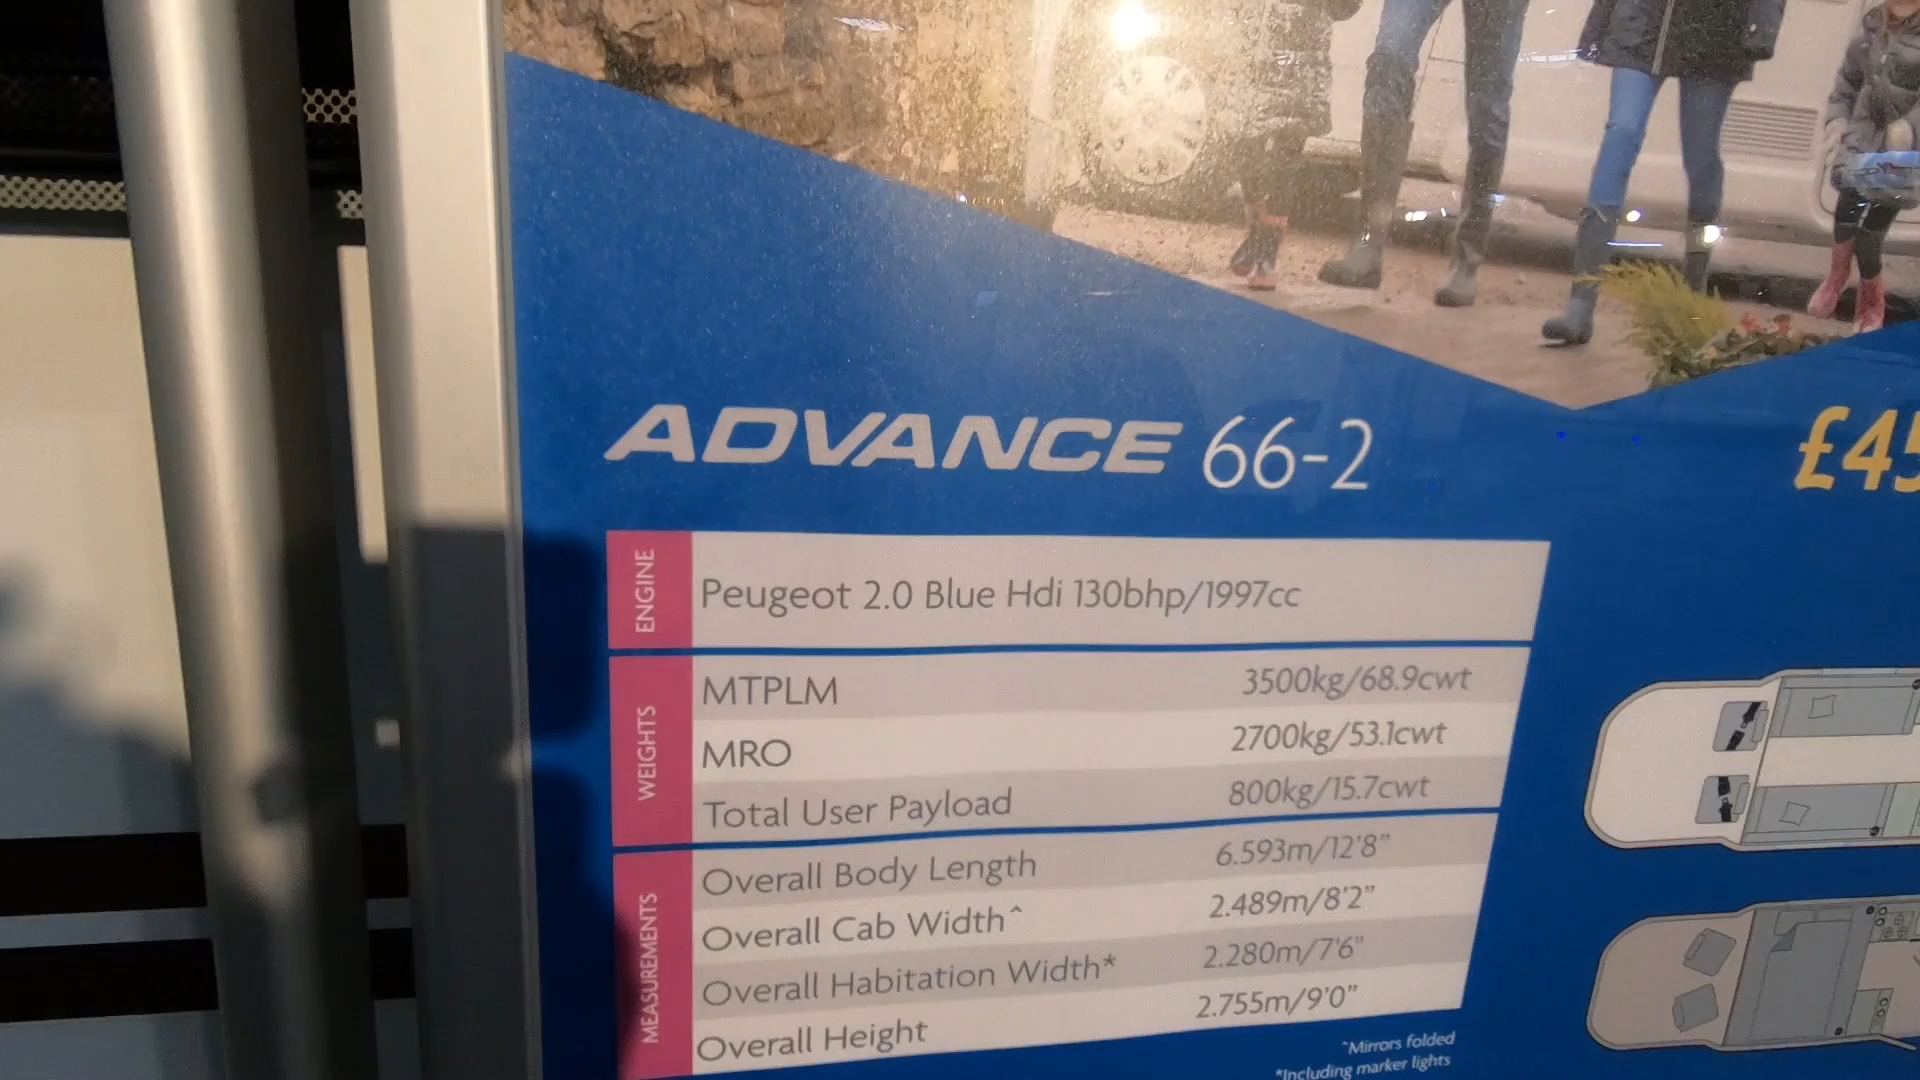 ADVANCE 66-2
£45
ENGINE
Peugeot 2.0 Blue Hdi 130bhp/1997cc
WEIGHTS
MTPLM 3500kg/68.9cwt
MRO 2700kg/53.1cwt
Total User Payload 800kg/15.7cwt
MEASUREMENTS
Overall Body Length 6.593m/12'8"
Overall Cab Width^ 2.489m/8'2"
Overall Habitation Width* 2.280m/7'6"
Overall Height 2.755m/9'0"
^Mirrors folded
*Including marker lights